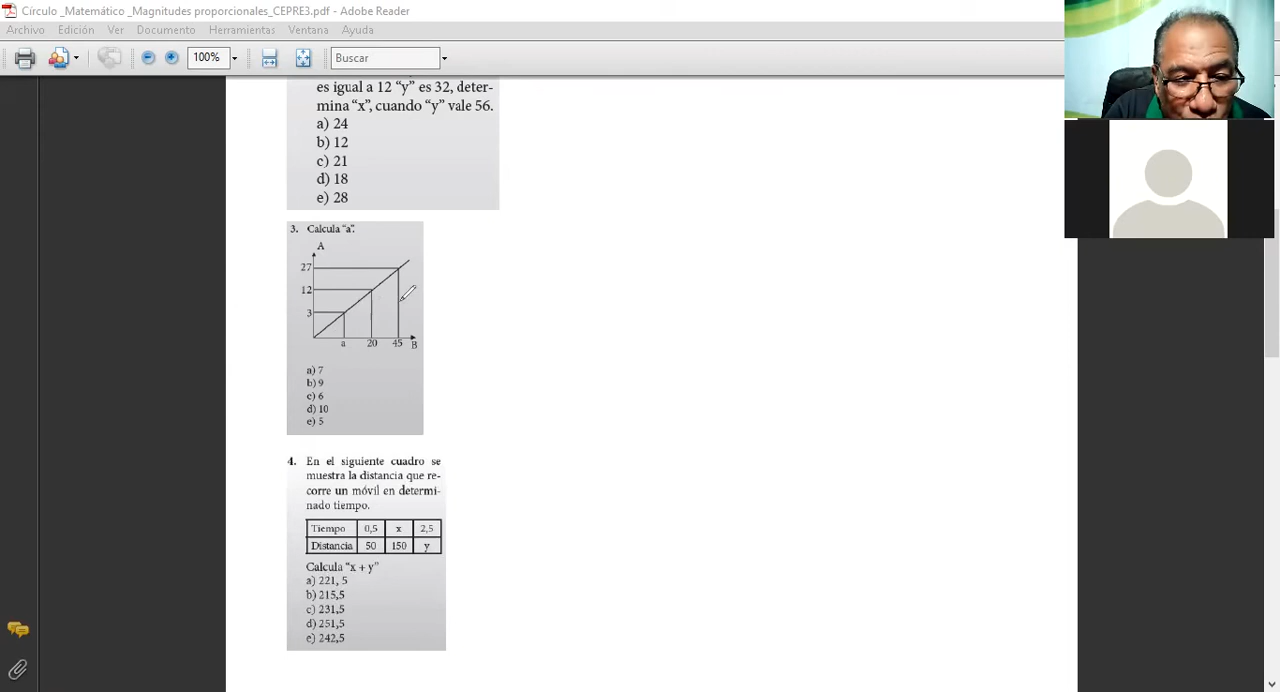 Círculo _Matemático _Magnitudes proporcionales_CEPRE3.pdf - Adobe Reader
Archivo Edición Ver Documento Herramientas Ventana Ayuda
100% Buscar
es igual a 12 “y” es 32, deter-
mina “x”, cuando “y” vale 56.
a) 24
b) 12
c) 21
d) 18
e) 28
3. Calcula “a”.
A
27
12
3
a 20 45 B
a) 7
b) 9
c) 6
d) 10
e) 5
4. En el siguiente cuadro se
muestra la distancia que re-
corre un móvil en determi-
nado tiempo.
Tiempo 0,5 x 2,5
Distancia 50 150 y
Calcula “x + y”
a) 221, 5
b) 215,5
c) 231,5
d) 251,5
e) 242,5